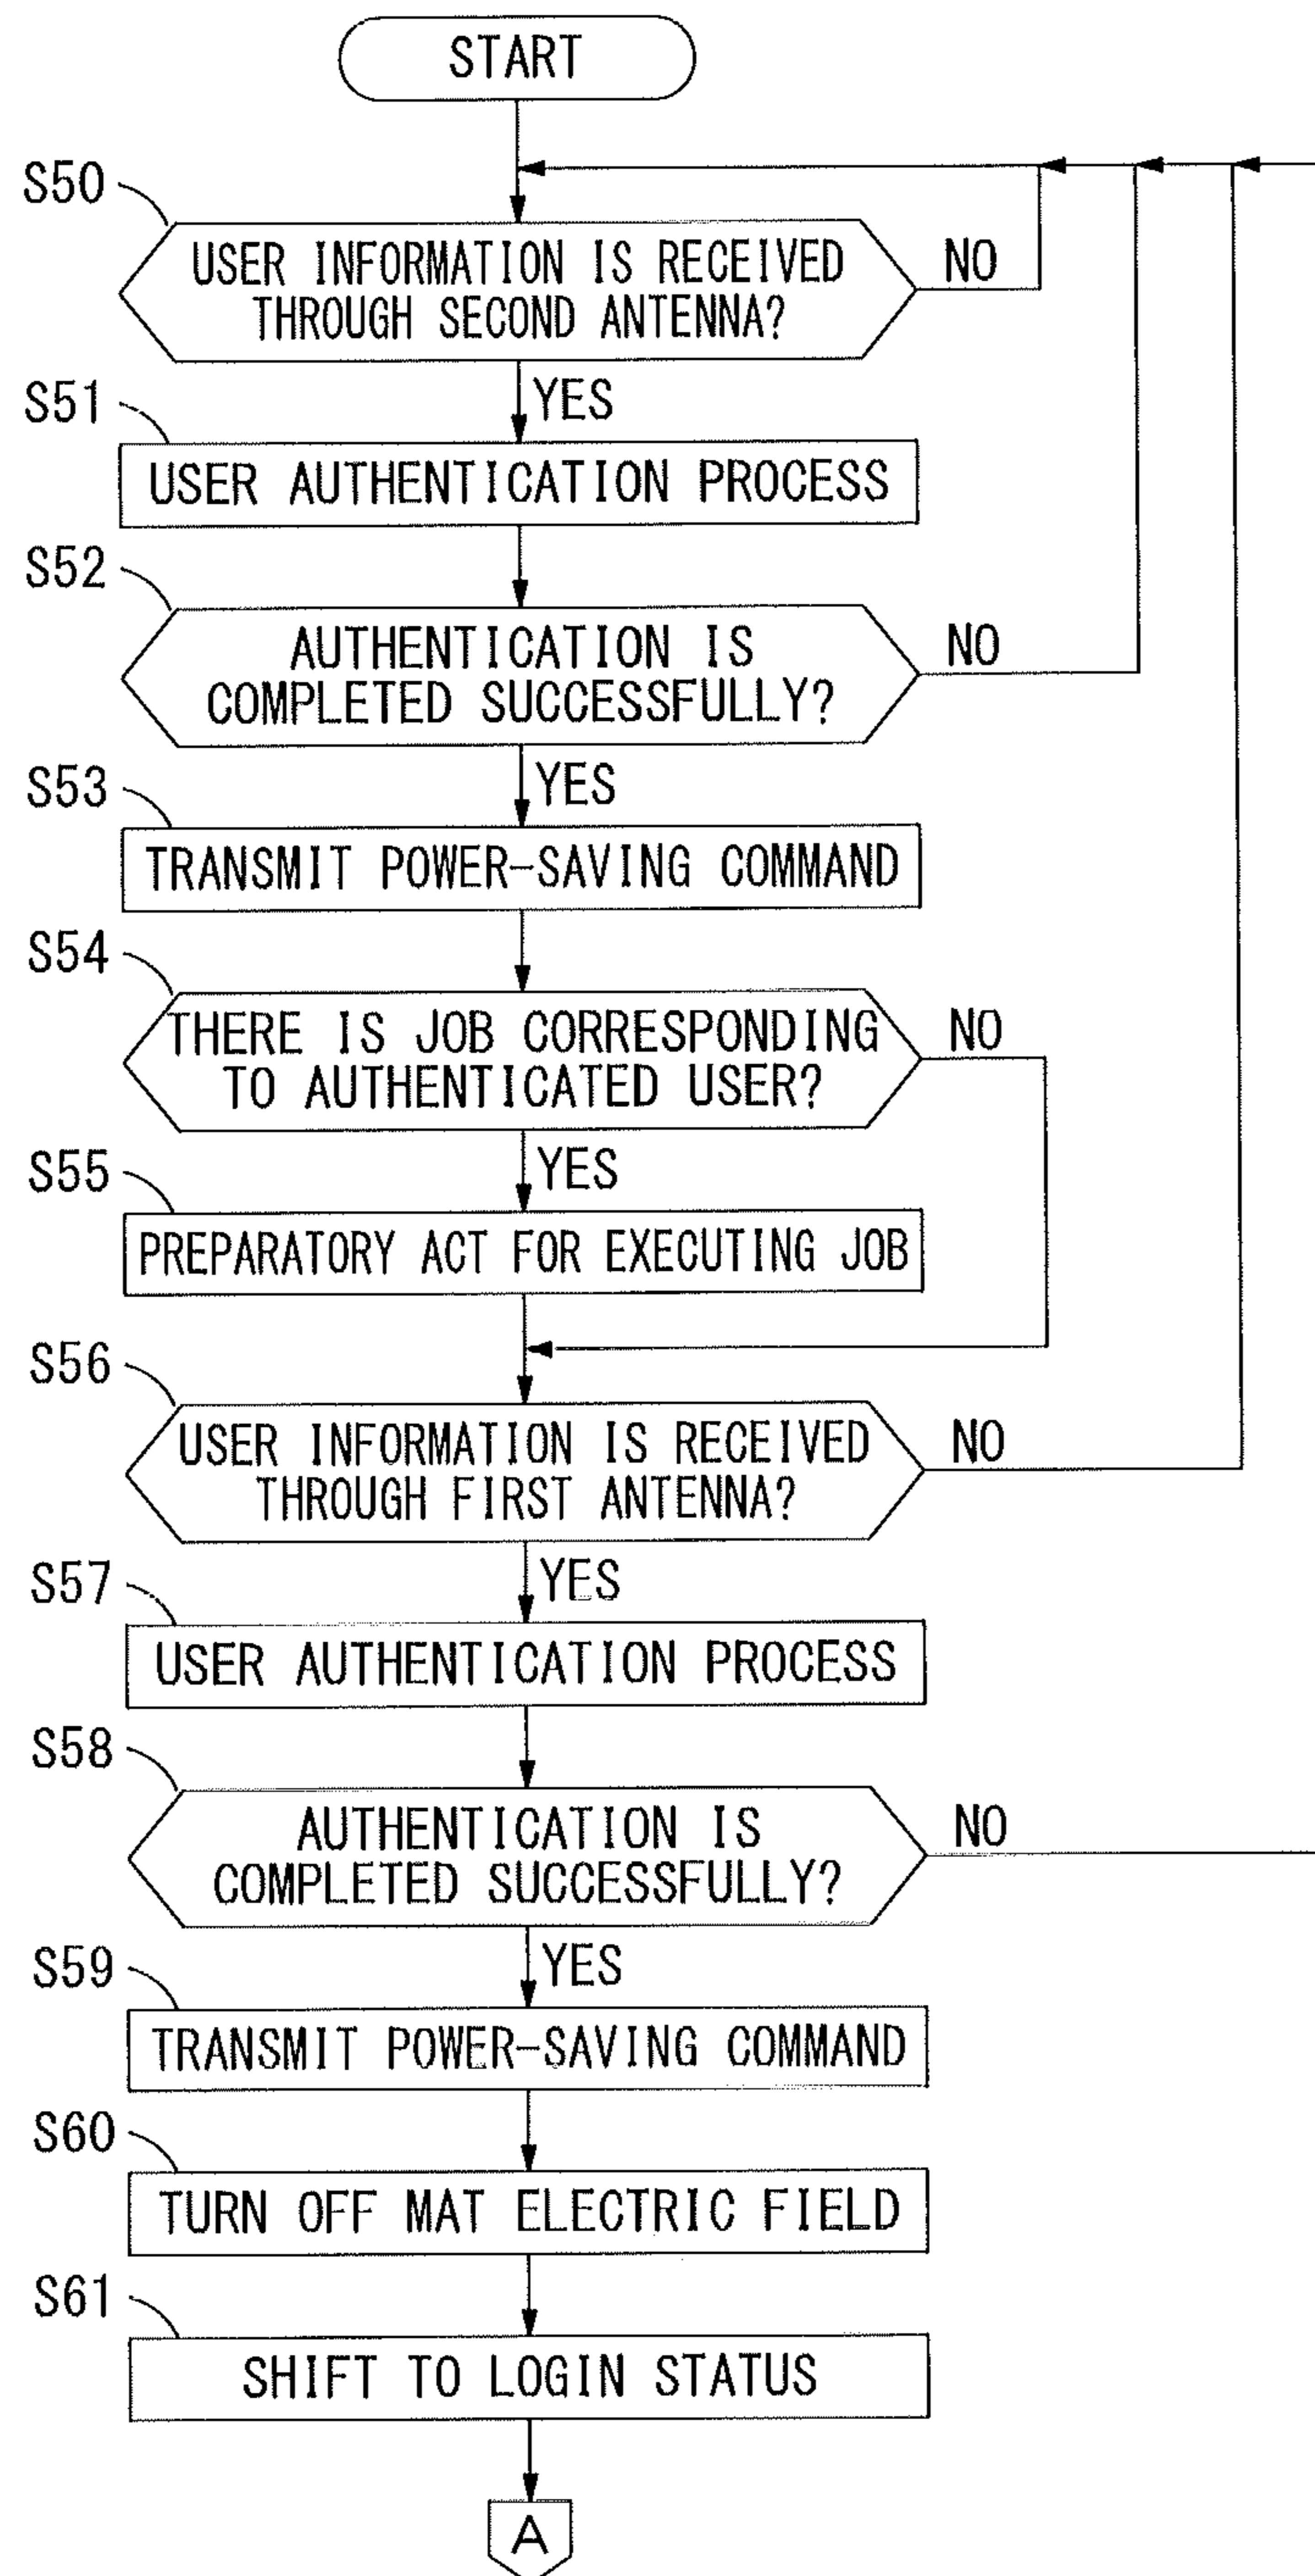 START
S50
USER INFORMATION IS RECEIVED
THROUGH SECOND ANTENNA?
NO
YES
S51
USER AUTHENTICATION PROCESS
S52
AUTHENTICATION IS
COMPLETED SUCCESSFULLY?
NO
YES
S53
TRANSMIT POWER-SAVING COMMAND
S54
THERE IS JOB CORRESPONDING
TO AUTHENTICATED USER?
NO
YES
S55
PREPARATORY ACT FOR EXECUTING JOB
S56
USER INFORMATION IS RECEIVED
THROUGH FIRST ANTENNA?
NO
YES
S57
USER AUTHENTICATION PROCESS
S58
AUTHENTICATION IS
COMPLETED SUCCESSFULLY?
NO
YES
S59
TRANSMIT POWER-SAVING COMMAND
S60
TURN OFF MAT ELECTRIC FIELD
S61
SHIFT TO LOGIN STATUS
A